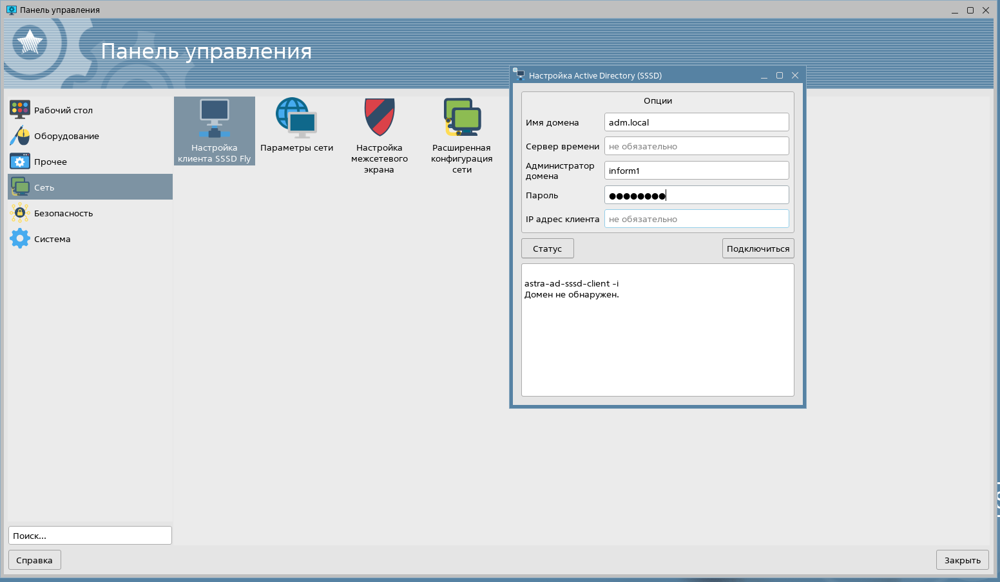 Панель управления
Панель управления
Рабочий стол
Оборудование
Прочее
Сеть
Безопасность
Система
Настройка
клиента SSSD Fly
Параметры сети
Настройка
межсетевого
экрана
Расширенная
конфигурация
сети
Настройка Active Directory (SSSD)
Опции
Имя домена
adm.local
Сервер времени
не обязательно
Администратор
домена
inform1
Пароль
●●●●●●●●
IP адрес клиента
не обязательно
Статус
Подключиться
astra-ad-sssd-client -i
Домен не обнаружен.
Поиск...
Справка
Закрыть